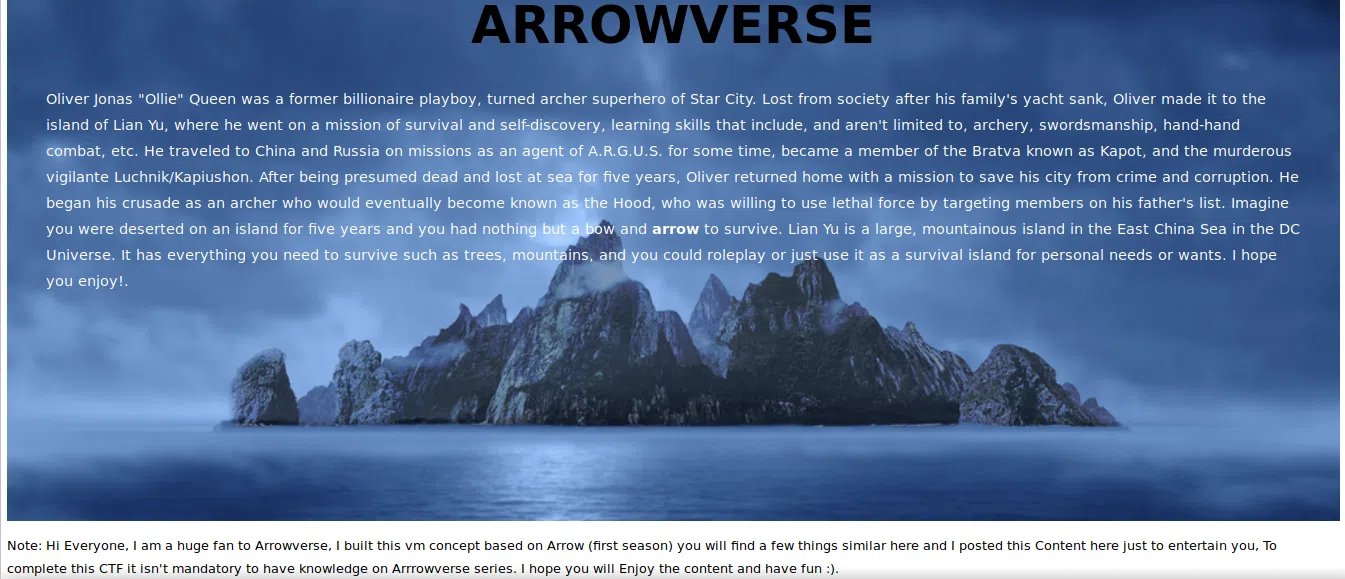 ARROWVERSE
Oliver Jonas "Ollie" Queen was a former billionaire playboy, turned archer superhero of Star City. Lost from society after his family's yacht sank, Oliver made it to the
island of Lian Yu, where he went on a mission of survival and self-discovery, learning skills that include, and aren't limited to, archery, swordsmanship, hand-hand
combat, etc. He traveled to China and Russia on missions as an agent of A.R.G.U.S. for some time, became a member of the Bratva known as Kapot, and the murderous
vigilante Luchnik/Kapiushon. After being presumed dead and lost at sea for five years, Oliver returned home with a mission to save his city from crime and corruption. He
began his crusade as an archer who would eventually become known as the Hood, who was willing to use lethal force by targeting members on his father's list. Imagine
you were deserted on an island for five years and you had nothing but a bow and arrow to survive. Lian Yu is a large, mountainous island in the East China Sea in the DC
Universe. It has everything you need to survive such as trees, mountains, and you could roleplay or just use it as a survival island for personal needs or wants. I hope
you enjoy!.
Note: Hi Everyone, I am a huge fan to Arrowverse, I built this vm concept based on Arrow (first season) you will find a few things similar here and I posted this Content here just to entertain you, To
complete this CTF it isn't mandatory to have knowledge on Arrrowverse series. I hope you will Enjoy the content and have fun :).